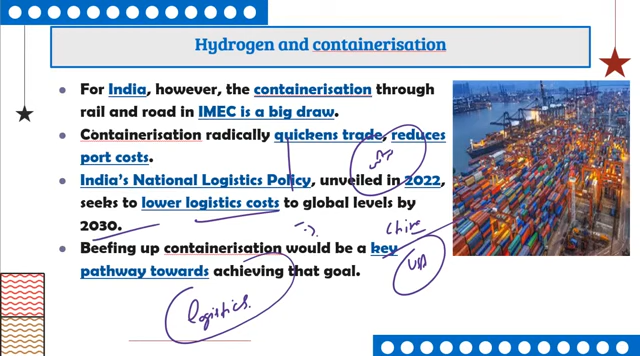 Hydrogen and containerisation
For India, however, the containerisation through
rail and road in IMEC is a big draw.
Containerisation radically quickens trade, reduces
port costs.
India's National Logistics Policy, unveiled in 2022,
seeks to lower logistics costs to global levels by
2030.
China
Beefing up containerisation would be a key
pathway towards achieving that goal.
logistics